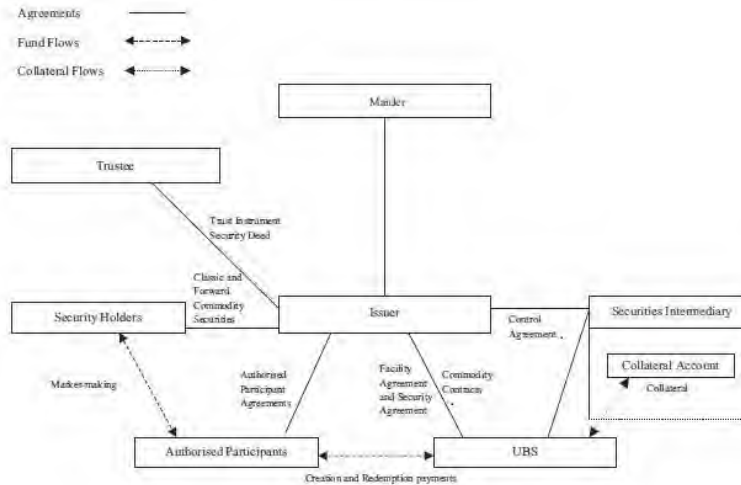 Agreements
Fund Flows
Collateral Flows
Manler
Trustee
Trust Instrument
Security Deed
Classic and
Forward
Commodity
Securities
Security Holders
Issuer
Securities Intermediary
Control
Agreement
Collateral Account
Collateral
Market-making
Authorised
Participant
Agreements
Facility
Agreement
and Security
Agreement
Commodity
Contracts
Authorised Participants
UBS
Creation and Redemption payments